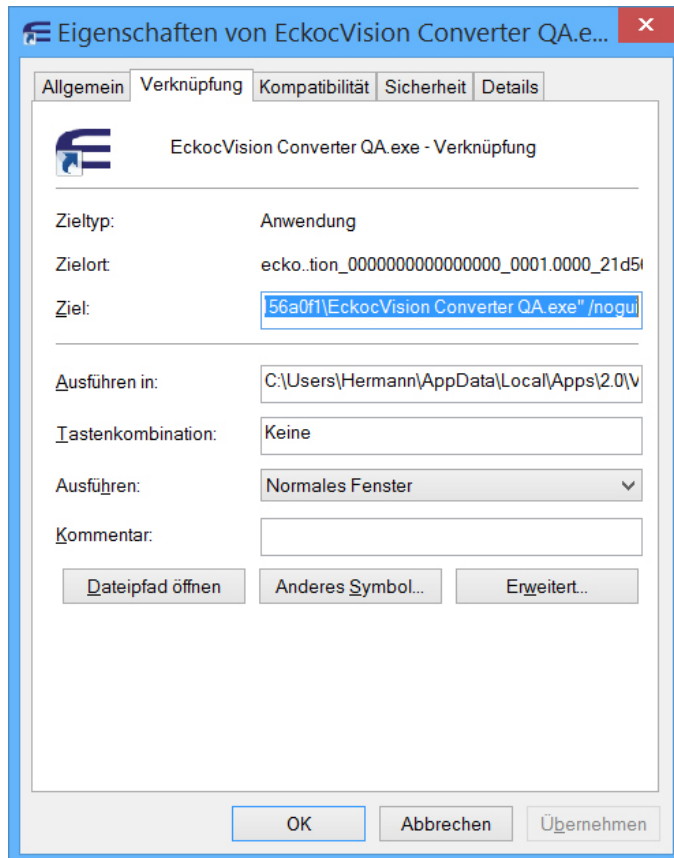 Eigenschaften von EckocVision Converter QA.e...
Allgemein Verknüpfung Kompatibilität Sicherheit Details
EckocVision Converter QA.exe - Verknüpfung
Zieltyp: Anwendung
Zielort: ecko..tion_0000000000000000_0001.0000_21d56
Ziel: 156a0f1\EckocVision Converter QA.exe" /nogui
Ausführen in: C:\Users\Hermann\AppData\Local\Apps\2.0\V
Tastenkombination: Keine
Ausführen: Normales Fenster
Kommentar:
Dateipfad öffnen Anderes Symbol... Erweitert...
OK Abbrechen Übernehmen